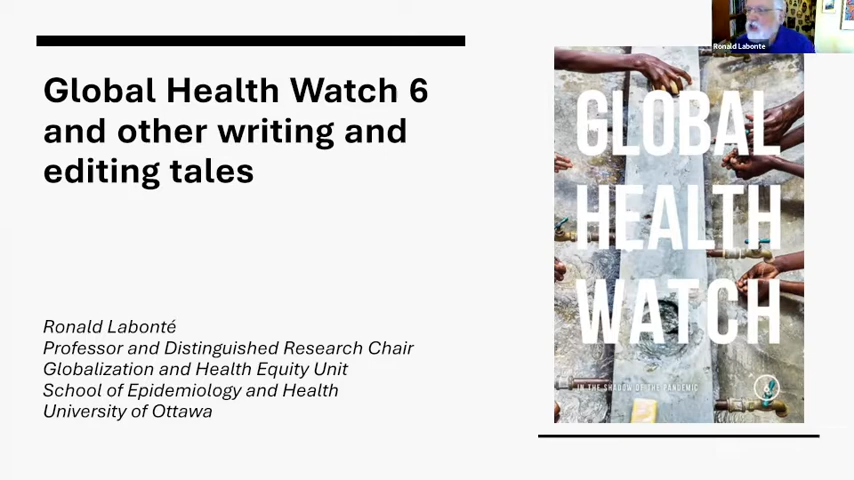 Ronald Labonte
Global Health Watch 6
and other writing and
editing tales
GLOBAL
HEALTH
WATCH
IN THE SHADOW OF THE PANDEMIC
6
Ronald Labonté
Professor and Distinguished Research Chair
Globalization and Health Equity Unit
School of Epidemiology and Health
University of Ottawa